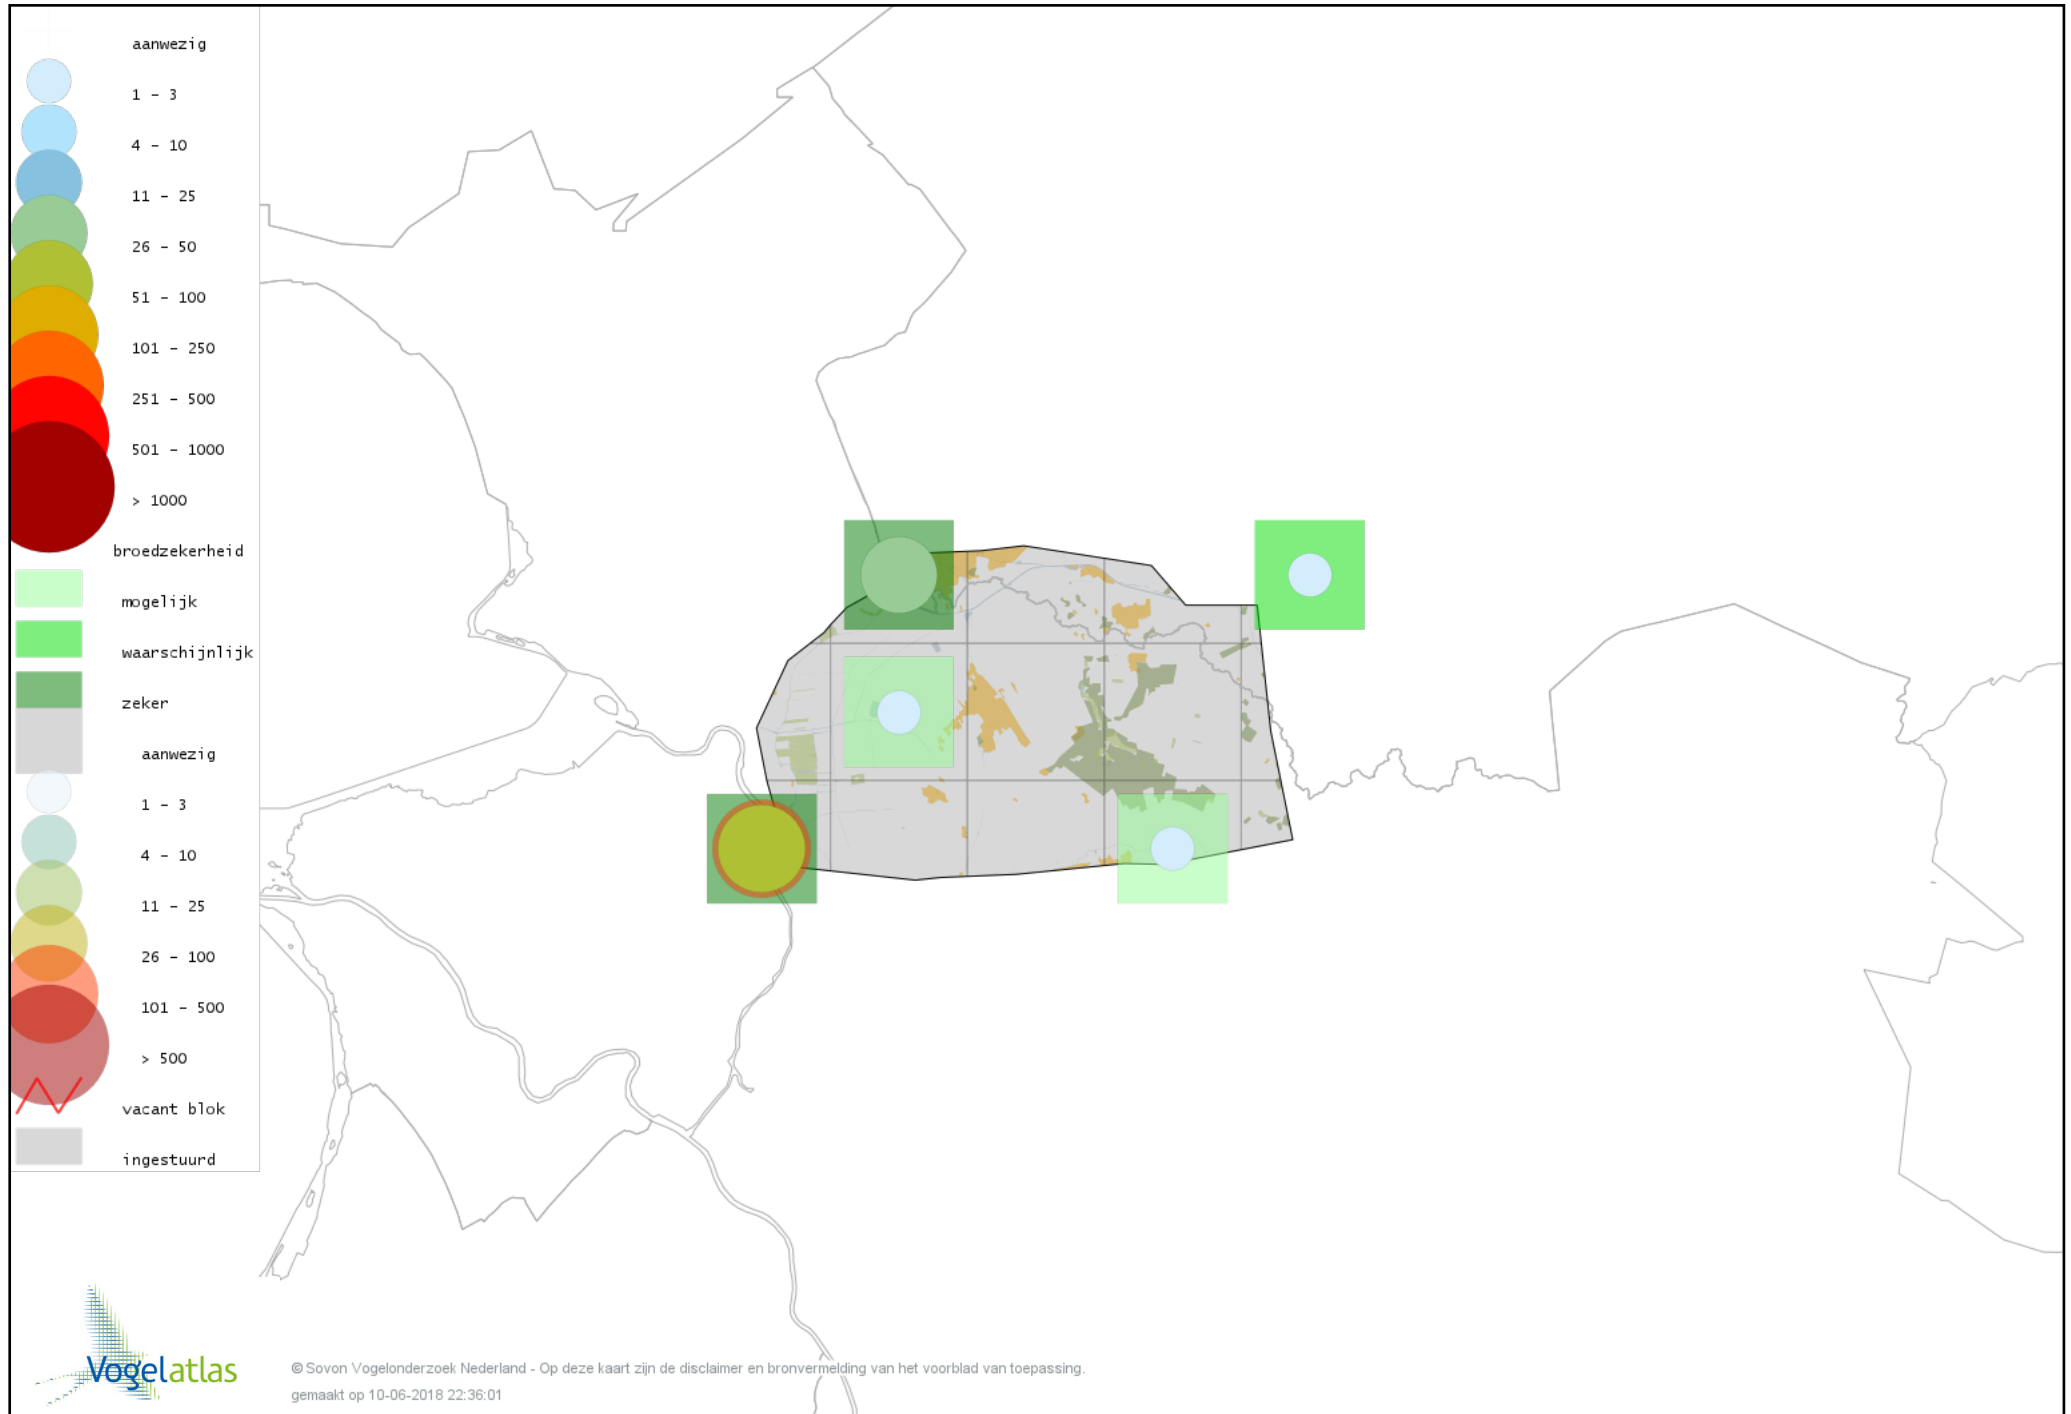 aanwezig
1 - 3
4 - 10
11 - 25
26 - 50
51 - 100
101 - 250
251 - 500
501 - 1000
> 1000
broedzekerheid
mogelijk
waarschijnlijk
zeker
aanwezig
1 - 3
4 - 10
11 - 25
26 - 100
101 - 500
> 500
vacant blok
ingestuurd
Vogelatlas
© Sovon Vogelonderzoek Nederland - Op deze kaart zijn de disclaimer en bronvermelding van het voorblad van toepassing.
gemaakt op 10-06-2018 22:36:01